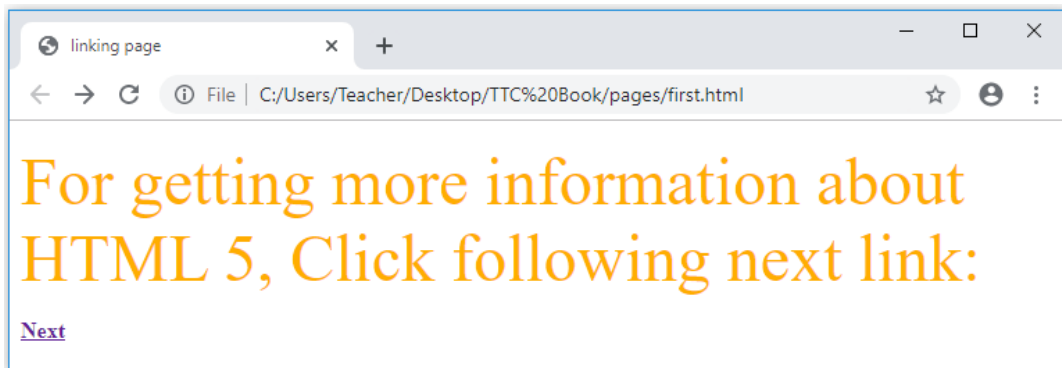 linking page
File C:/Users/Teacher/Desktop/TTC%20Book/pages/first.html
For getting more information about
HTML 5, Click following next link:
Next